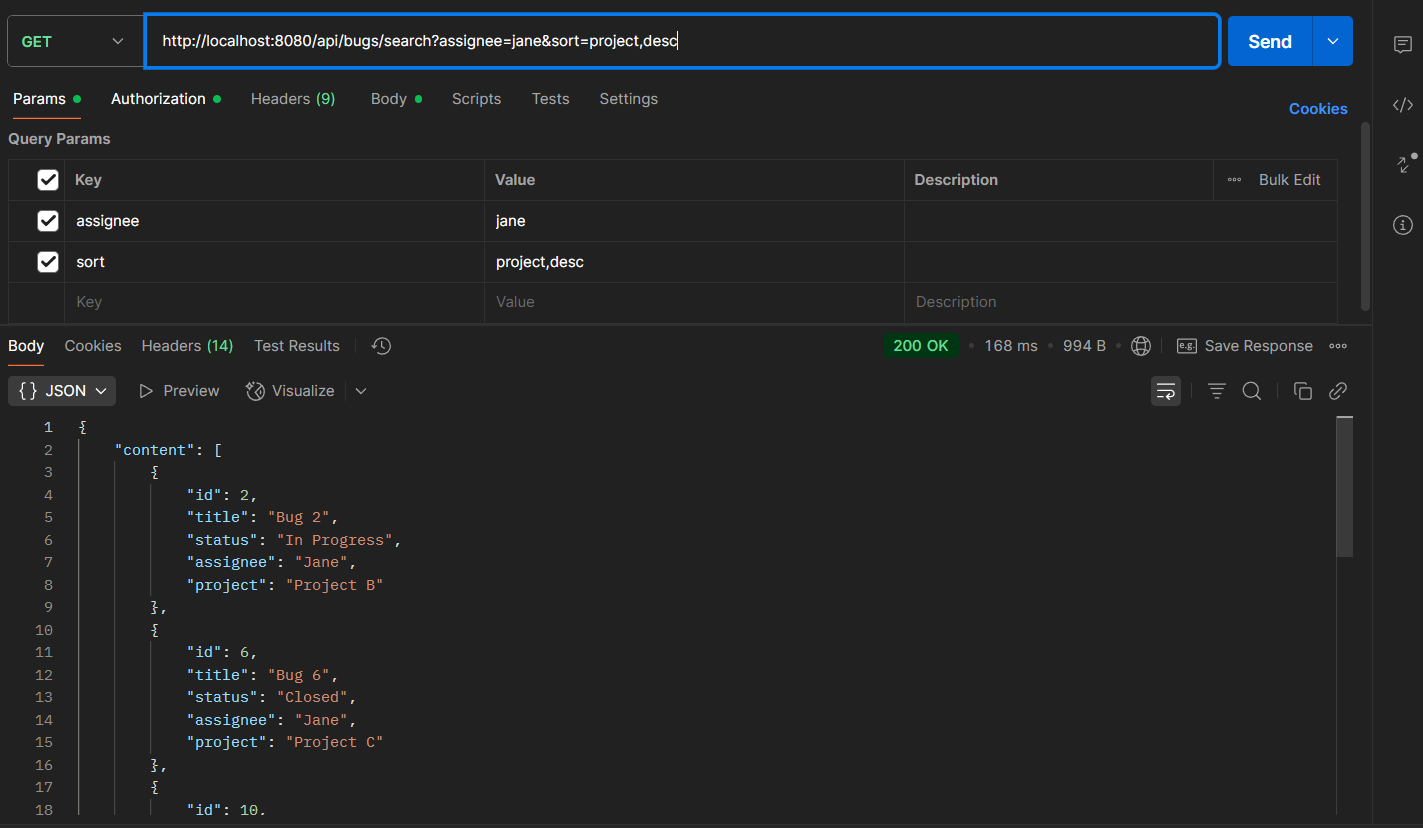 GET
http://localhost:8080/api/bugs/search?assignee=jane&sort=project,desc
Send
Params Authorization Headers (9) Body Scripts Tests Settings
Cookies
Query Params
Key Value Description Bulk Edit
assignee jane
sort project,desc
Key Value Description
Body Cookies Headers (14) Test Results 200 OK 168 ms 994 B e.g. Save Response
{} JSON Preview Visualize
1 {
2 "content": [
3 {
4 "id": 2,
5 "title": "Bug 2",
6 "status": "In Progress",
7 "assignee": "Jane",
8 "project": "Project B"
9 },
10 {
11 "id": 6,
12 "title": "Bug 6",
13 "status": "Closed",
14 "assignee": "Jane",
15 "project": "Project C"
16 },
17 {
18 "id": 10,